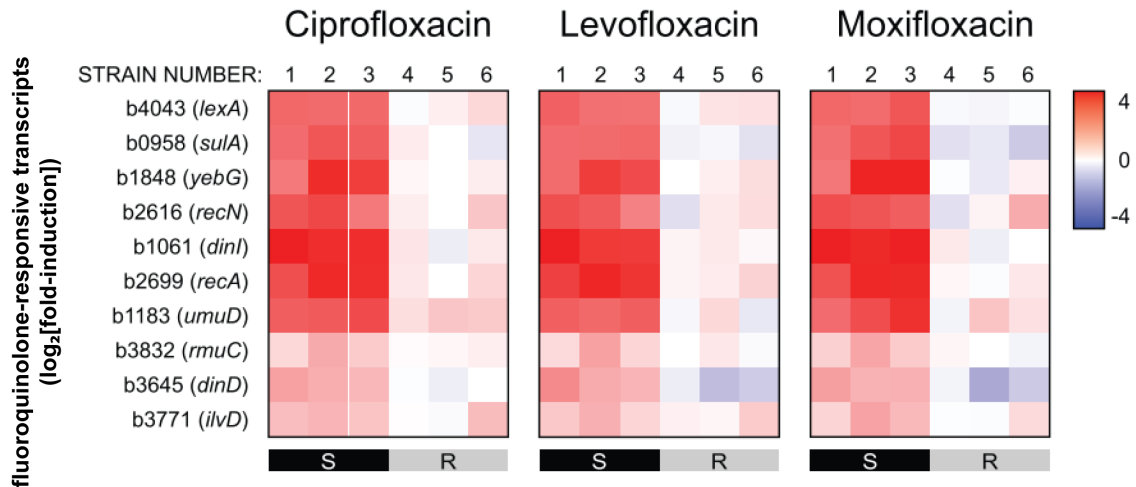 Ciprofloxacin Levofloxacin Moxifloxacin
STRAIN NUMBER: 1 2 3 4 5 6 1 2 3 4 5 6 1 2 3 4 5 6
fluoroquinolone-responsive transcripts
(log₂[fold-induction])
b4043 (lexA)
b0958 (sulA)
b1848 (yebG)
b2616 (recN)
b1061 (dinI)
b2699 (recA)
b1183 (umuD)
b3832 (rmuC)
b3645 (dinD)
b3771 (ilvD)
4
0
-4
S R S R S R